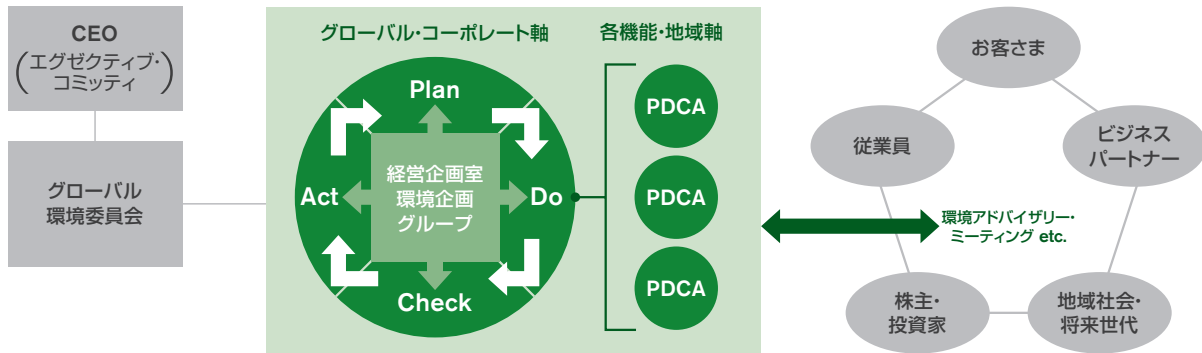 CEO
(エグゼクティブ・
コミッティ)
グローバル
環境委員会
グローバル・コーポレート軸
各機能・地域軸
Plan
Do
Check
Act
経営企画室
環境企画
グループ
PDCA
PDCA
PDCA
環境アドバイザリー・
ミーティング etc.
お客さま
従業員
ビジネス
パートナー
株主・
投資家
地域社会・
将来世代